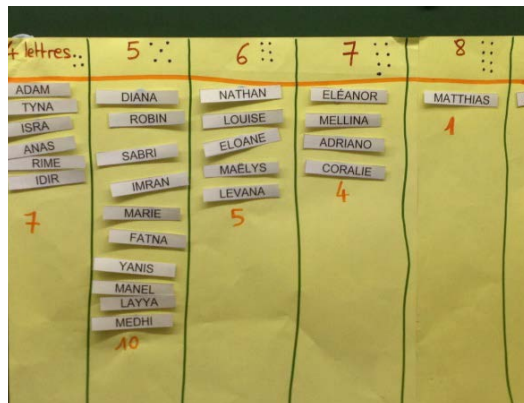 4 lettres
ADAM
TYNA
ISRA
ANAS
RIME
IDIR
7
5
DIANA
ROBIN
SABRI
IMRAN
MARIE
FATNA
YANIS
MANEL
LAYYA
MEDHI
10
6
NATHAN
LOUISE
ELOANE
MAËLYS
LEVANA
5
7
ELÉANOR
MELLINA
ADRIANO
CORALIE
4
8
MATTHIAS
1